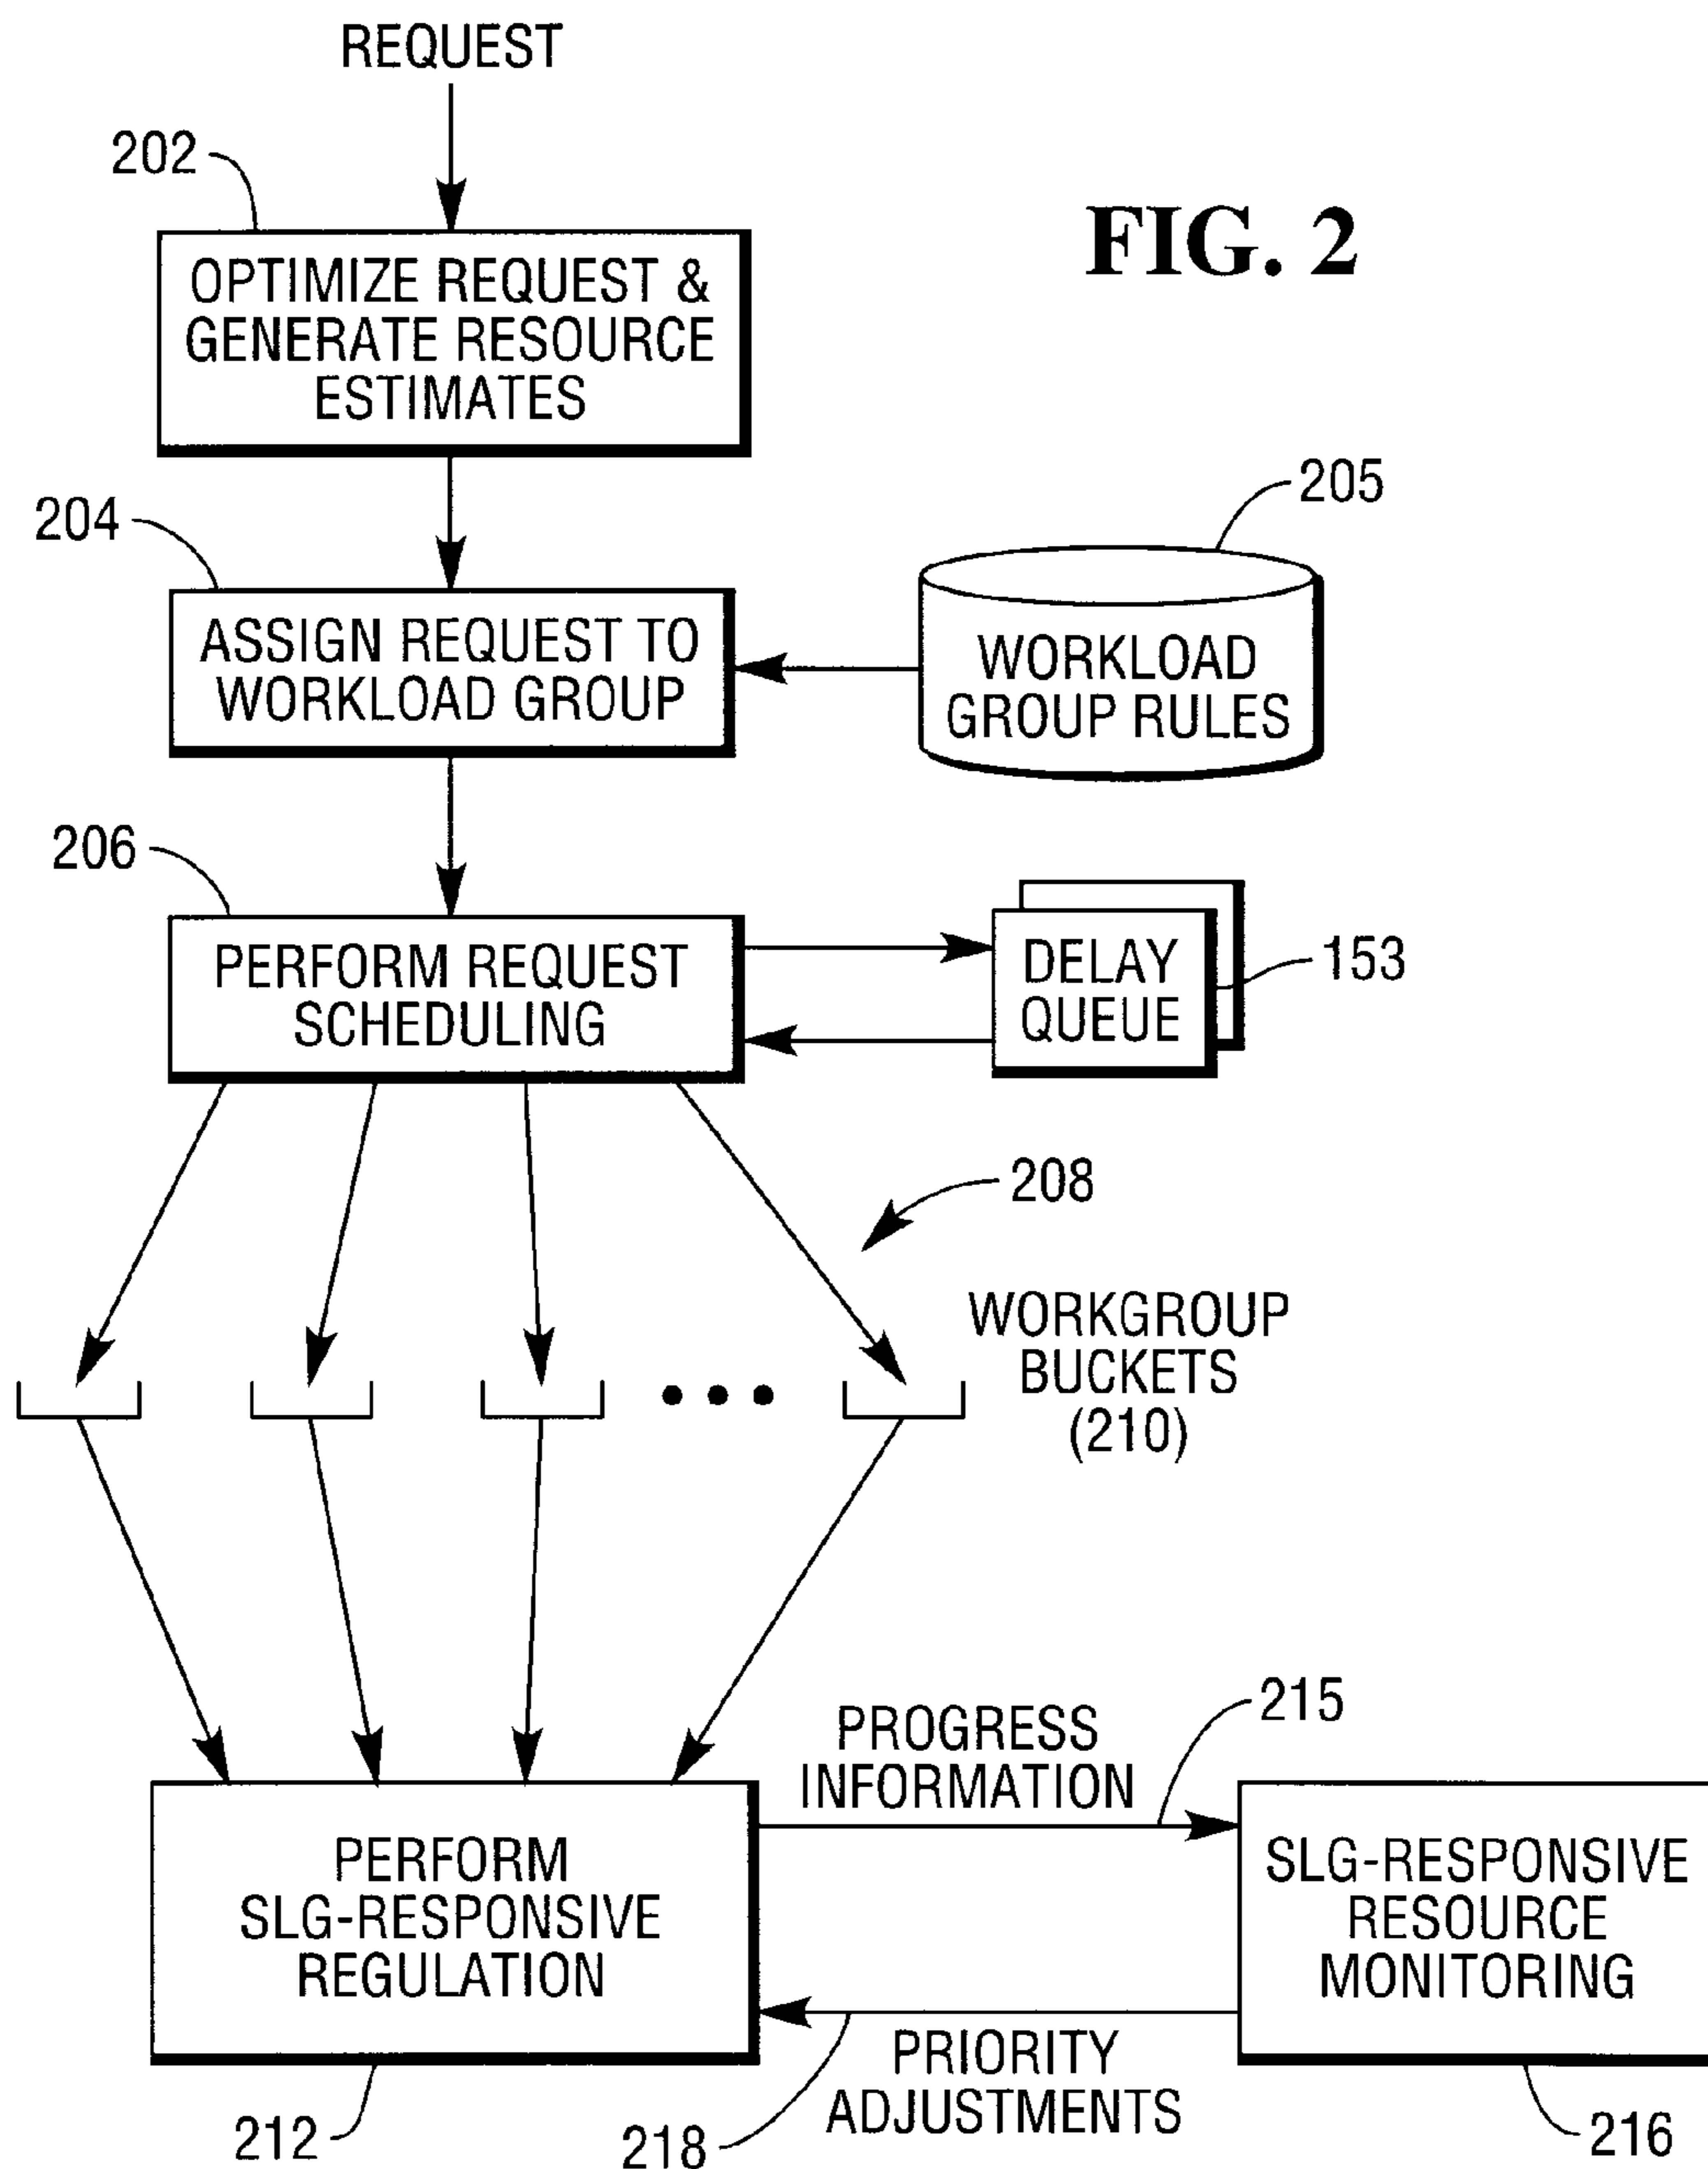 REQUEST
202
FIG. 2
OPTIMIZE REQUEST &
GENERATE RESOURCE
ESTIMATES
205
204
ASSIGN REQUEST TO
WORKLOAD GROUP
WORKLOAD
GROUP RULES
206
PERFORM REQUEST
SCHEDULING
DELAY
QUEUE
153
208
WORKGROUP
BUCKETS
(210)
215
PROGRESS
INFORMATION
PERFORM
SLG-RESPONSIVE
REGULATION
SLG-RESPONSIVE
RESOURCE
MONITORING
PRIORITY
ADJUSTMENTS
212
218
216